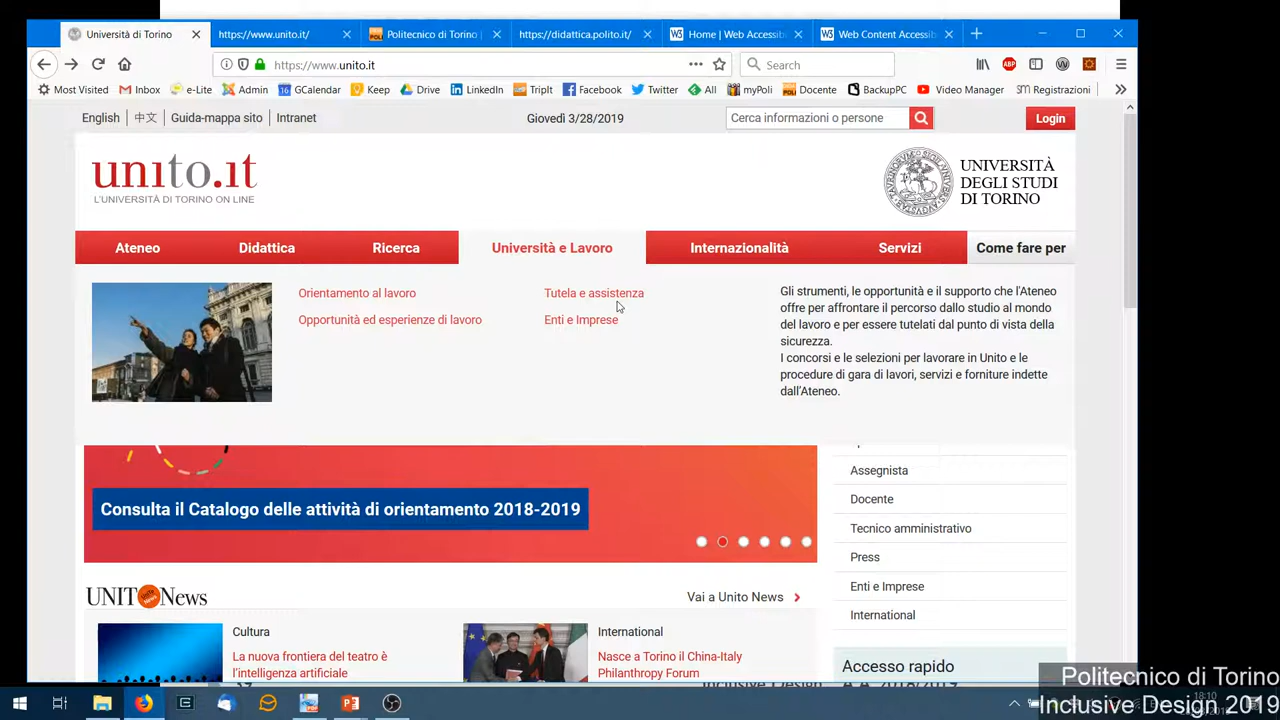 Università di Torino
https://www.unito.it/
Politecnico di Torino |
https://didattica.polito.it/
Home | Web Accessib
Web Content Accessib
https://www.unito.it
Search
Most Visited
Inbox
e-Lite
Admin
GCalendar
Keep
Drive
LinkedIn
TripIt
Facebook
Twitter
All
myPoli
Docente
BackupPC
Video Manager
Registrazioni
English
中文
Guida-mappa sito
Intranet
Giovedì 3/28/2019
Cerca informazioni o persone
Login
unito.it
L'UNIVERSITÀ DI TORINO ON LINE
UNIVERSITÀ
DEGLI STUDI
DI TORINO
Ateneo
Didattica
Ricerca
Università e Lavoro
Internazionalità
Servizi
Come fare per
Orientamento al lavoro
Opportunità ed esperienze di lavoro
Tutela e assistenza
Enti e Imprese
Gli strumenti, le opportunità e il supporto che l'Ateneo
offre per affrontare il percorso dallo studio al mondo
del lavoro e per essere tutelati dal punto di vista della
sicurezza.
I concorsi e le selezioni per lavorare in Unito e le
procedure di gara di lavori, servizi e forniture indette
dall'Ateneo.
Consulta il Catalogo delle attività di orientamento 2018-2019
Assegnista
Docente
Tecnico amministrativo
Press
Enti e Imprese
International
UNITO News
Vai a Unito News
Cultura
La nuova frontiera del teatro è
l'intelligenza artificiale
International
Nasce a Torino il China-Italy
Philanthropy Forum
Accesso rapido
Politecnico di Torino
Inclusive Design 2019
18:10